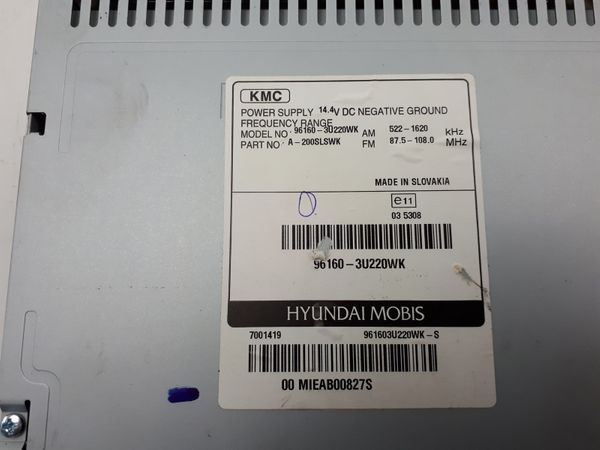 KMC
POWER SUPPLY 14.4V DC NEGATIVE GROUND
FREQUENCY RANGE
MODEL NO 96160-3U220WK AM 522-1620 kHz
PART NO A-200SLSWK FM 87.5-108.0 MHz
MADE IN SLOVAKIA
e11
03 5308
96160-3U220WK
HYUNDAI MOBIS
7001419 961603U220WK-S
00 MIEAB00827S